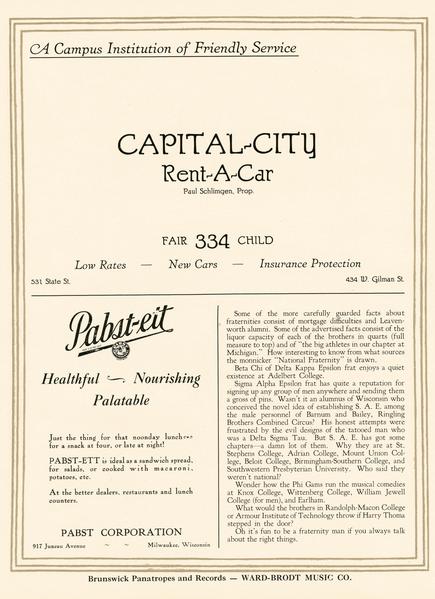 A Campus Institution of Friendly Service
CAPITAL-CITY
Rent-A-Car
Paul Schlimgen, Prop.
FAIR 334 CHILD
Low Rates — New Cars — Insurance Protection
531 State St.
434 W. Gilman St.
Pabst-ett
Healthful ~ Nourishing
Palatable
Just the thing for that noonday lunch---
for a snack at four, or late at night!
PABST-ETT is ideal as a sandwich spread,
for salads, or cooked with macaroni,
potatoes, etc.
At the better dealers, restaurants and lunch
counters.
PABST CORPORATION
917 Juneau Avenue ~ ~ Milwaukee, Wisconsin
Some of the more carefully guarded facts about
fraternities consist of mortgage difficulties and Leaven-
worth alumni. Some of the advertised facts consist of the
liquor capacity of each of the brothers in quarts (full
measure to top) and of "the big athletes in our chapter at
Michigan." How interesting to know from what sources
the monnicker "National Fraternity" is drawn.
Beta Chi of Delta Kappa Epsilon frat enjoys a quiet
existence at Adelbert College.
Sigma Alpha Epsilon frat has quite a reputation for
signing up any group of men anywhere and sending them
a gross of pins. Wasn't it an alumnus of Wisconsin who
conceived the novel idea of establishing S. A. E. among
the male personnel of Barnum and Bailey, Ringling
Brothers Combined Circus? His honest attempts were
frustrated by the evil designs of the tatooed man who
was a Delta Sigma Tau. But S. A. E. has got some
chapters—a damn lot of them. Why they are at St.
Stephens College, Adrian College, Mount Union Col-
lege, Beloit College, Birmingham-Southern College, and
Southwestern Presbyterian University. Who said they
weren't national?
Wonder how the Phi Gams run the musical comedies
at Knox College, Wittenberg College, William Jewell
College (for men), and Earlham.
What would the brothers in Randolph-Macon College
or Armour Institute of Technology throw if Harry Thoma
stepped in the door?
Oh it's fun to be a fraternity man if you always talk
about the right things.
Brunswick Panatropes and Records — WARD-BRODT MUSIC CO.